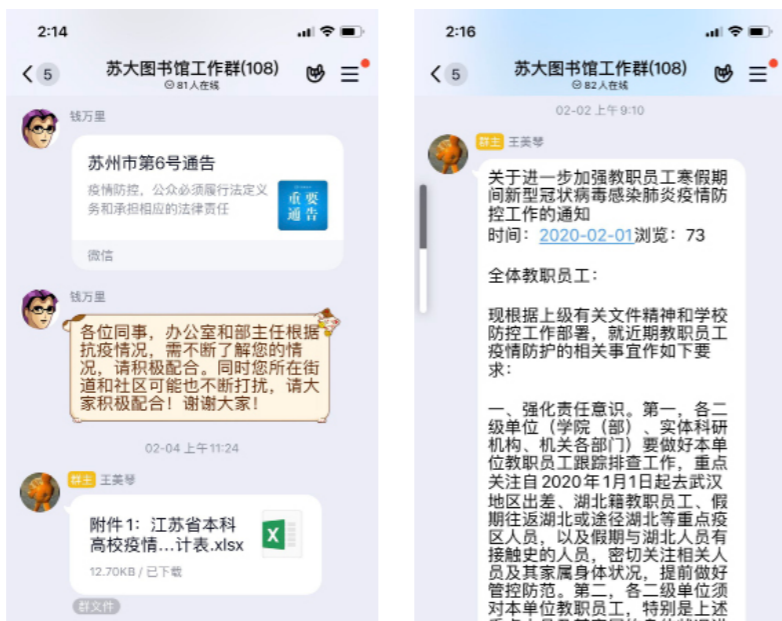 2:14
5
苏大图书馆工作群(108)
81人在线
钱万里
苏州市第6号通告
疫情防控，公众必须履行法定义
务和承担相应的法律责任
重要
通告
微信
钱万里
各位同事，办公室和部主任根据
抗疫情况，需不断了解您的情
况，请积极配合。同时您所在街
道和社区可能也不断打扰，请大
家积极配合！谢谢大家！
02-04 上午11:24
群主 王美琴
附件1：江苏省本科
高校疫情...计表.xlsx
12.70KB / 已下载
群文件
2:16
5
苏大图书馆工作群(108)
82人在线
02-02 上午9:10
群主 王美琴
关于进一步加强教职员工寒假期
间新型冠状病毒感染肺炎疫情防
控工作的通知
时间：2020-02-01浏览：73
全体教职员工：
现根据上级有关文件精神和学校
防控工作部署，就近期教职员工
疫情防护的相关事宜作如下要
求：
一、强化责任意识。第一，各二
级单位（学院（部）、实体科研
机构、机关各部门）要做好本单
位教职员工跟踪排查工作，重点
关注自2020年1月1日起去武汉
地区出差、湖北籍教职员工、假
期往返湖北或途径湖北等重点疫
区人员，以及假期与湖北人员有
接触史的人员，密切关注相关人
员及其家属身体状况，提前做好
管控防范。第二，各二级单位须
对本单位教职员工，特别是上述